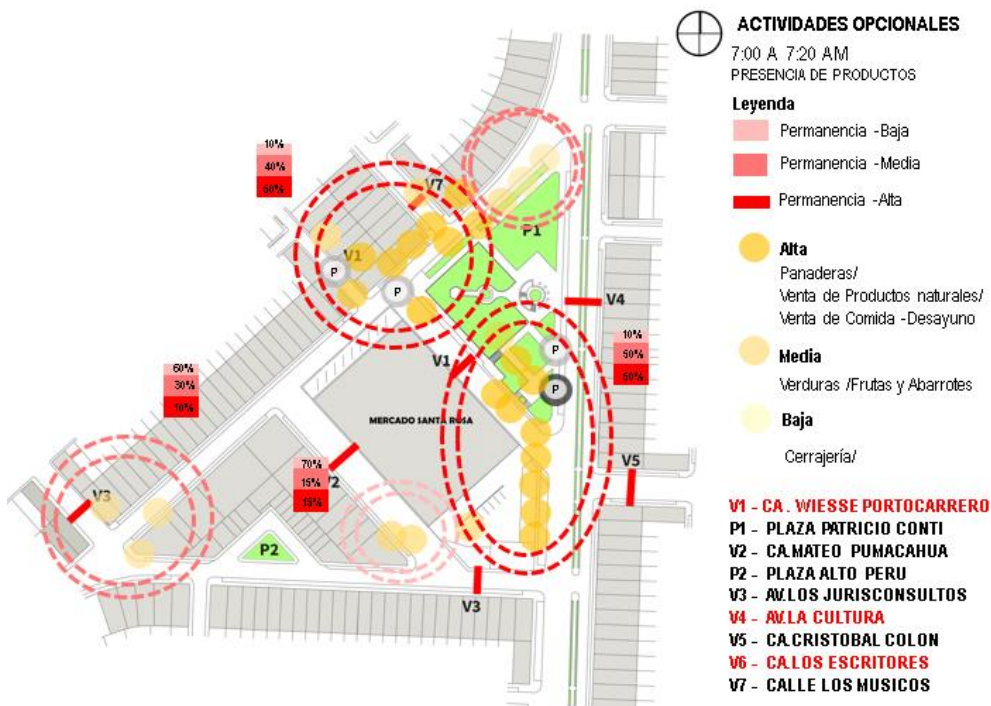 ACTIVIDADES OPCIONALES
7:00 A 7:20 AM
PRESENCIA DE PRODUCTOS
Leyenda
Permanencia -Baja
Permanencia -Media
Permanencia -Alta
Alta
Panaderas/
Venta de Productos naturales/
Venta de Comida -Desayuno
Media
Verduras /Frutas y Abarrotes
Baja
Cerrajería/
V1 - CA. WIESSE PORTOCARRERO
P1 - PLAZA PATRICIO CONTI
V2 - CA.MATEO PUMACAHUA
P2 - PLAZA ALTO PERU
V3 - AV.LOS JURISCONSULTOS
V4 - AV.LA CULTURA
V5 - CA.CRISTOBAL COLON
V6 - CA.LOS ESCRITORES
V7 - CALLE LOS MUSICOS
10%
40%
50%
V7
V1
P
P
P1
V4
10%
50%
50%
P
P
V1
60%
30%
10%
MERCADO SANTA ROSA
V5
70%
15%
15%
V2
V3
P2
V3